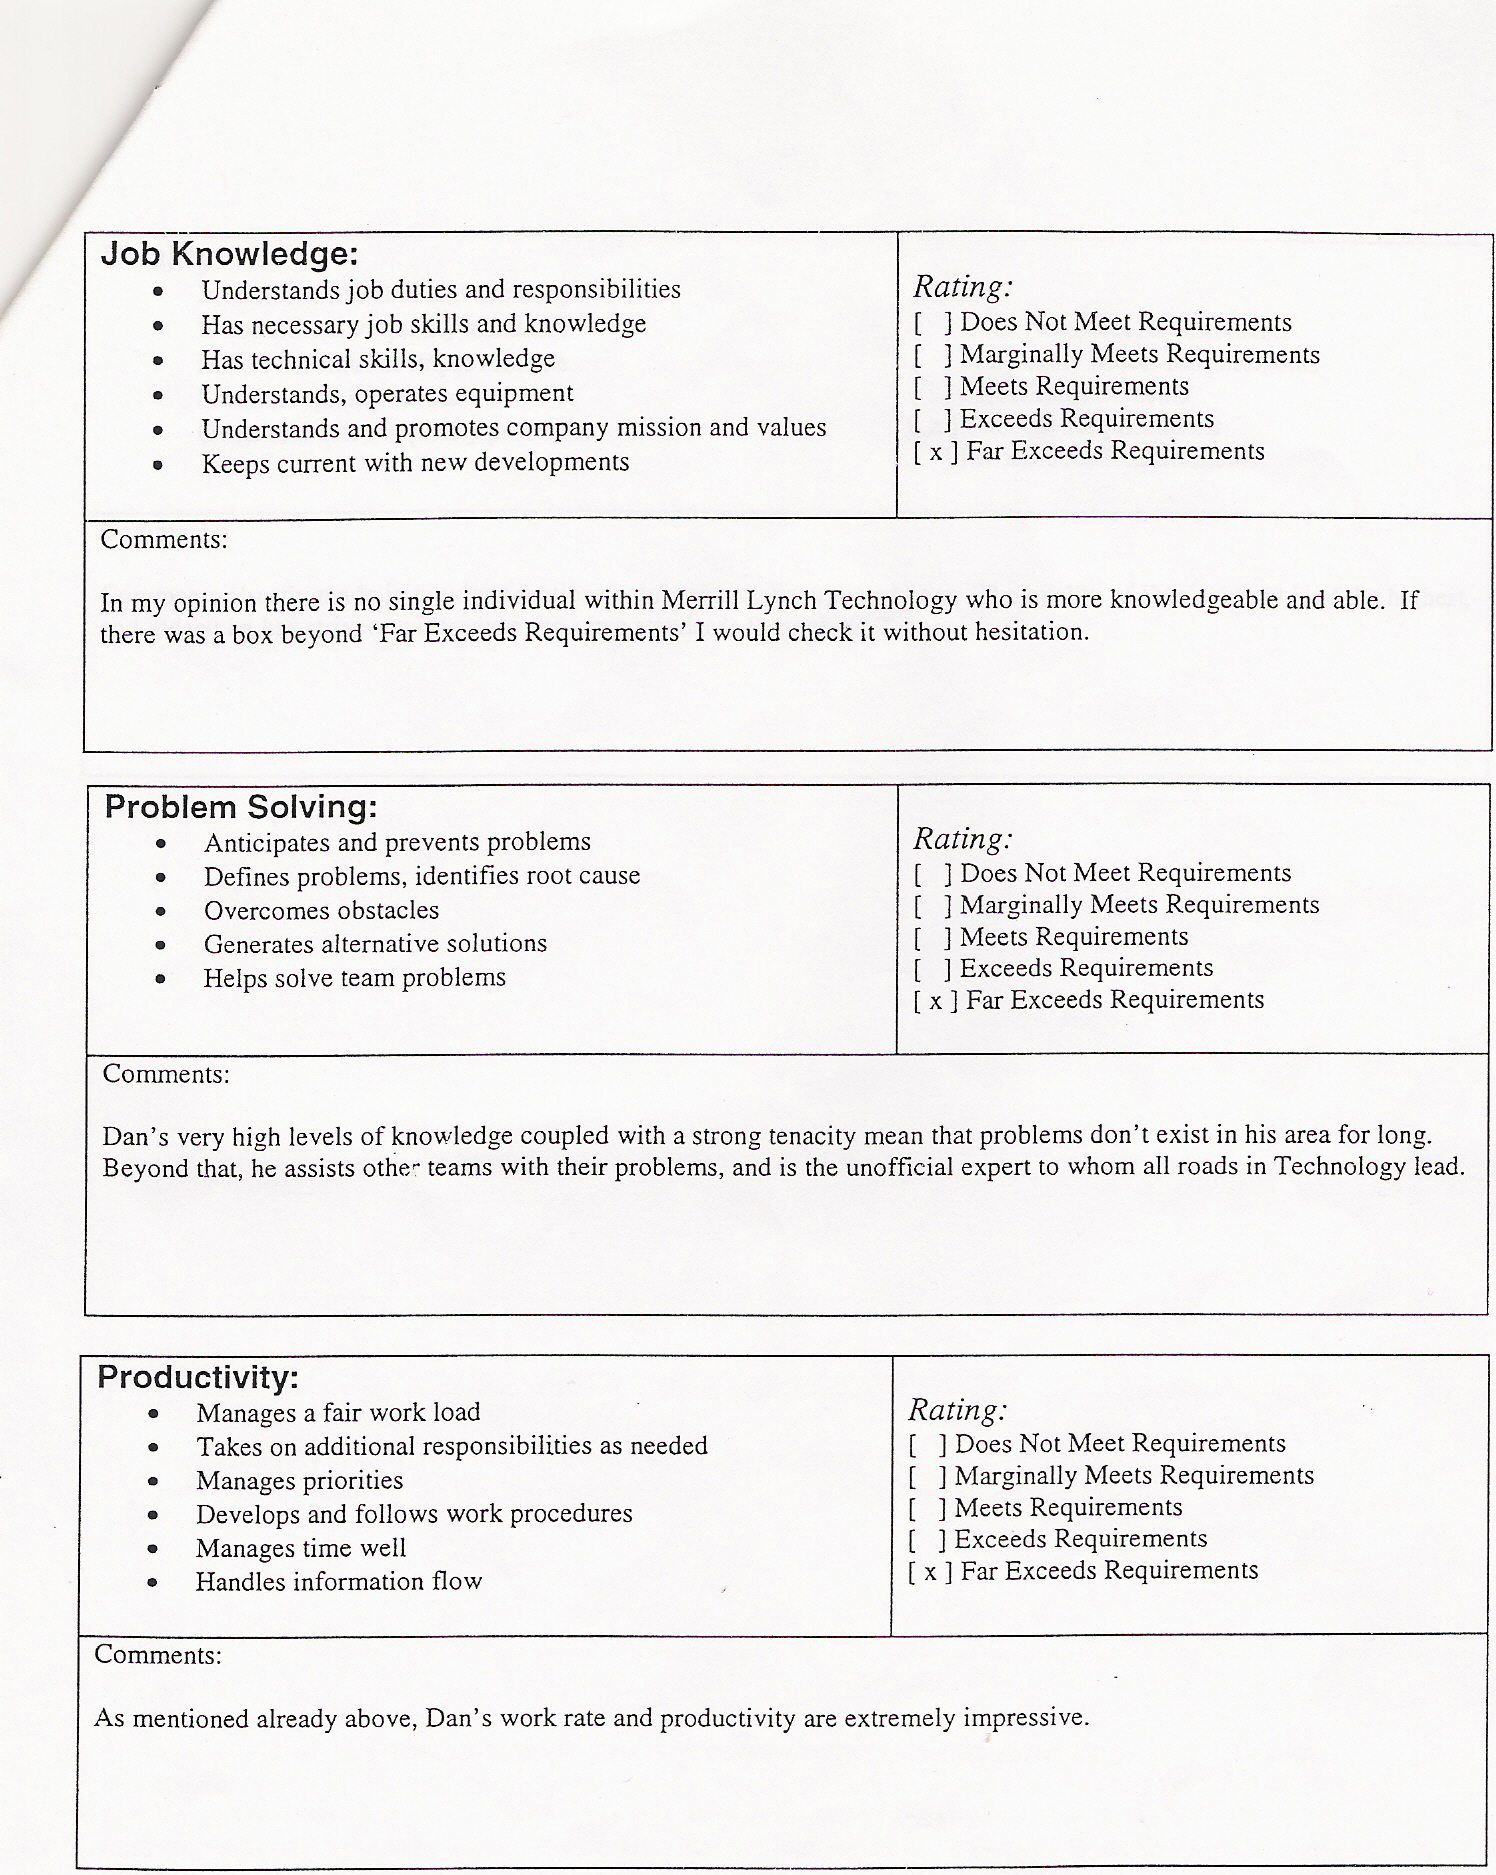 Job Knowledge:
• Understands job duties and responsibilities
• Has necessary job skills and knowledge
• Has technical skills, knowledge
• Understands, operates equipment
• Understands and promotes company mission and values
• Keeps current with new developments
Rating:
[ ] Does Not Meet Requirements
[ ] Marginally Meets Requirements
[ ] Meets Requirements
[ ] Exceeds Requirements
[ x ] Far Exceeds Requirements
Comments:
In my opinion there is no single individual within Merrill Lynch Technology who is more knowledgeable and able. If
there was a box beyond ‘Far Exceeds Requirements’ I would check it without hesitation.
Problem Solving:
• Anticipates and prevents problems
• Defines problems, identifies root cause
• Overcomes obstacles
• Generates alternative solutions
• Helps solve team problems
Rating:
[ ] Does Not Meet Requirements
[ ] Marginally Meets Requirements
[ ] Meets Requirements
[ ] Exceeds Requirements
[ x ] Far Exceeds Requirements
Comments:
Dan’s very high levels of knowledge coupled with a strong tenacity mean that problems don’t exist in his area for long.
Beyond that, he assists other teams with their problems, and is the unofficial expert to whom all roads in Technology lead.
Productivity:
• Manages a fair work load
• Takes on additional responsibilities as needed
• Manages priorities
• Develops and follows work procedures
• Manages time well
• Handles information flow
Rating:
[ ] Does Not Meet Requirements
[ ] Marginally Meets Requirements
[ ] Meets Requirements
[ ] Exceeds Requirements
[ x ] Far Exceeds Requirements
Comments:
As mentioned already above, Dan’s work rate and productivity are extremely impressive.